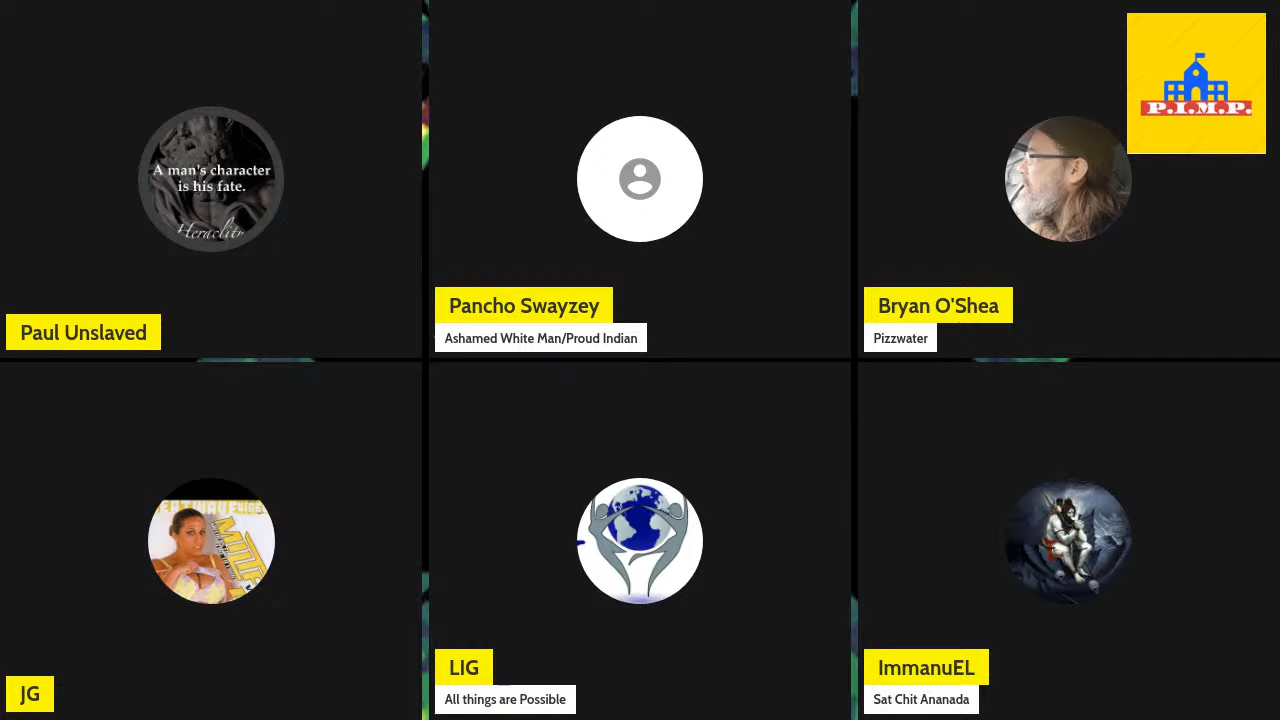 P.I.M.P.
A man's character
is his fate.
Paul Unslaved
Pancho Swayzey
Ashamed White Man/Proud Indian
Bryan O'Shea
Pizzwater
JG
LIG
All things are Possible
ImmanuEL
Sat Chit Ananada